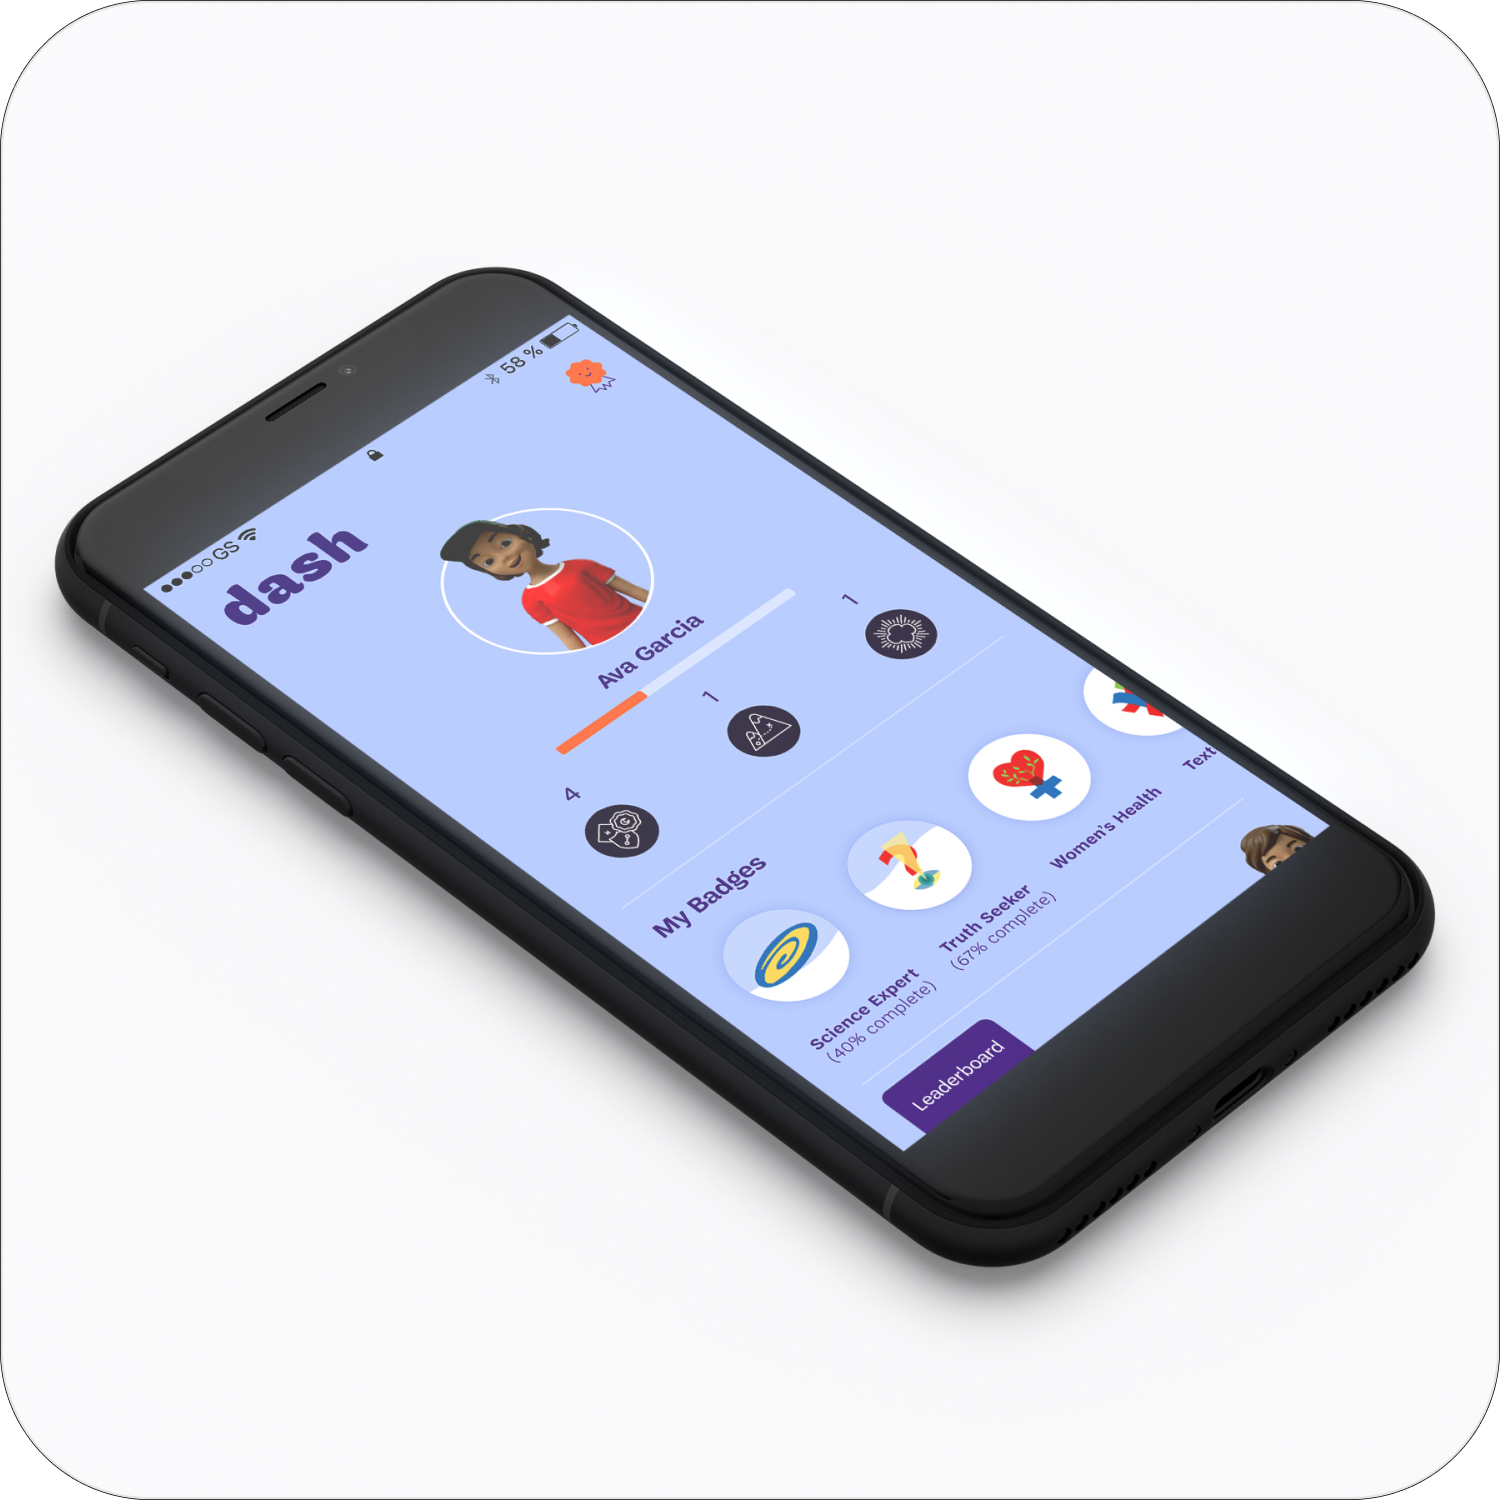 GS
58 %
dash
Ava Garcia
4
1
1
My Badges
Science Expert
(40% complete)
Truth Seeker
(67% complete)
Women's Health
Text
Leaderboard